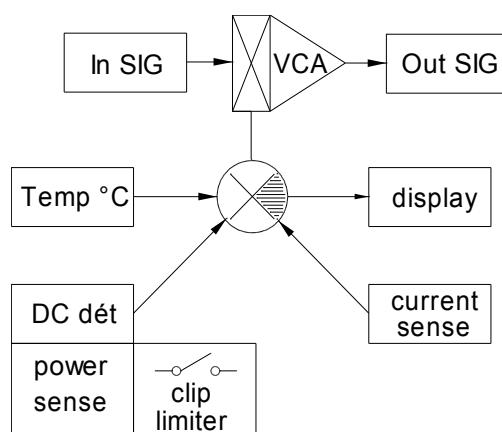 In SIG
VCA
Out SIG
Temp °C
display
DC dét
current
sense
power
sense
clip
limiter